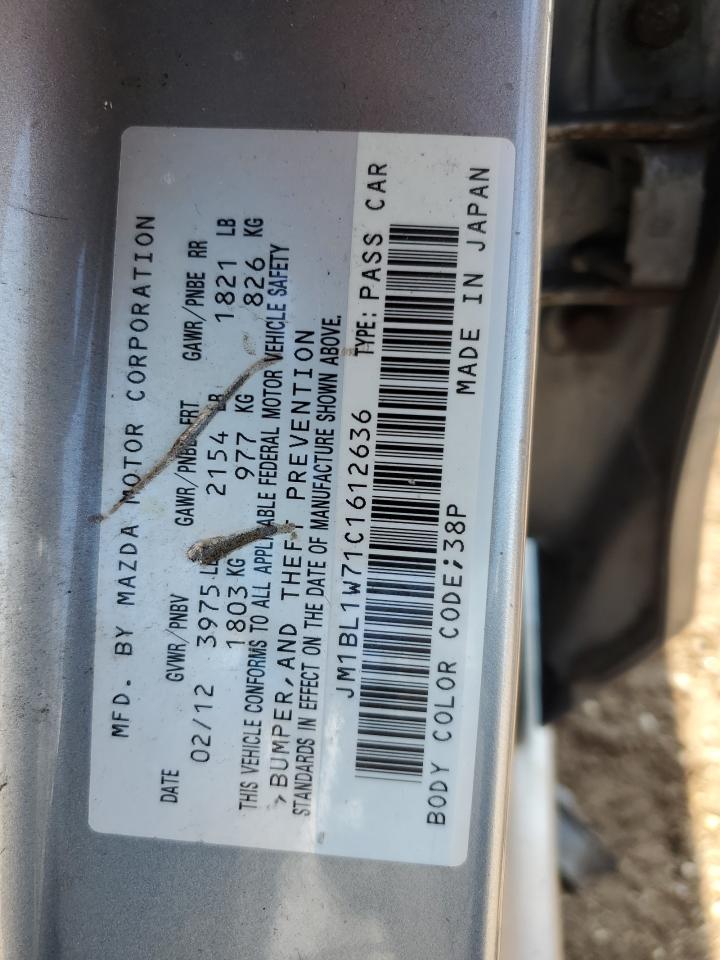 MFD. BY MAZDA MOTOR CORPORATION
DATE GVWR/PNBV GAWR/PNBE FRT GAWR/PNBE RR
02/12 3975 LB 2154 LB 1821 LB
1803 KG 977 KG 826 KG
THIS VEHICLE CONFORMS TO ALL APPLICABLE FEDERAL MOTOR VEHICLE SAFETY
>BUMPER,AND THEFT PREVENTION
STANDARDS IN EFFECT ON THE DATE OF MANUFACTURE SHOWN ABOVE.
JM1BL1W71C1612636 TYPE: PASS CAR
BODY COLOR CODE;38P MADE IN JAPAN